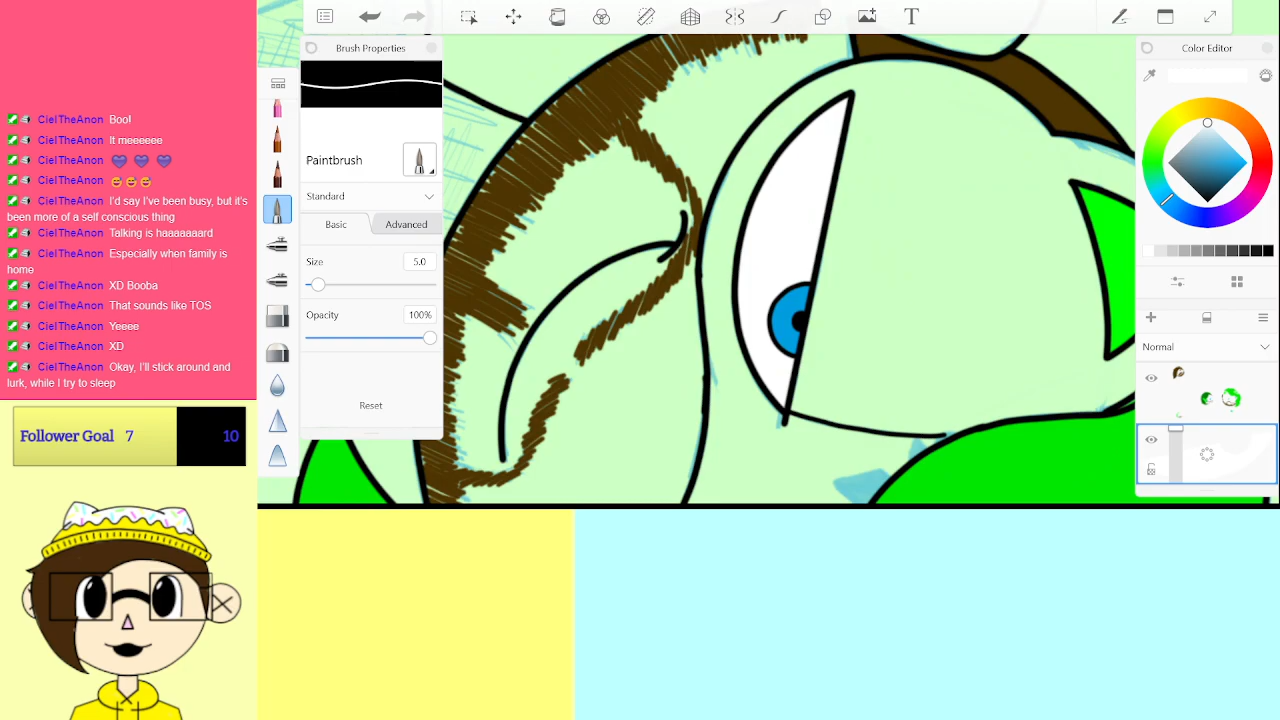 CielTheAnon Boo!
CielTheAnon It meeeeee
CielTheAnon
CielTheAnon
CielTheAnon I'd say I've been busy, but it's
been more of a self conscious thing
CielTheAnon Talking is haaaaaard
CielTheAnon Especially when family is
home
CielTheAnon XD Booba
CielTheAnon That sounds like TOS
CielTheAnon Yeeee
CielTheAnon XD
CielTheAnon Okay, I'll stick around and
lurk, while I try to sleep
Follower Goal 7 10
T
Brush Properties
Paintbrush
Standard
Basic Advanced
Size 5.0
Opacity 100%
Reset
Color Editor
Normal